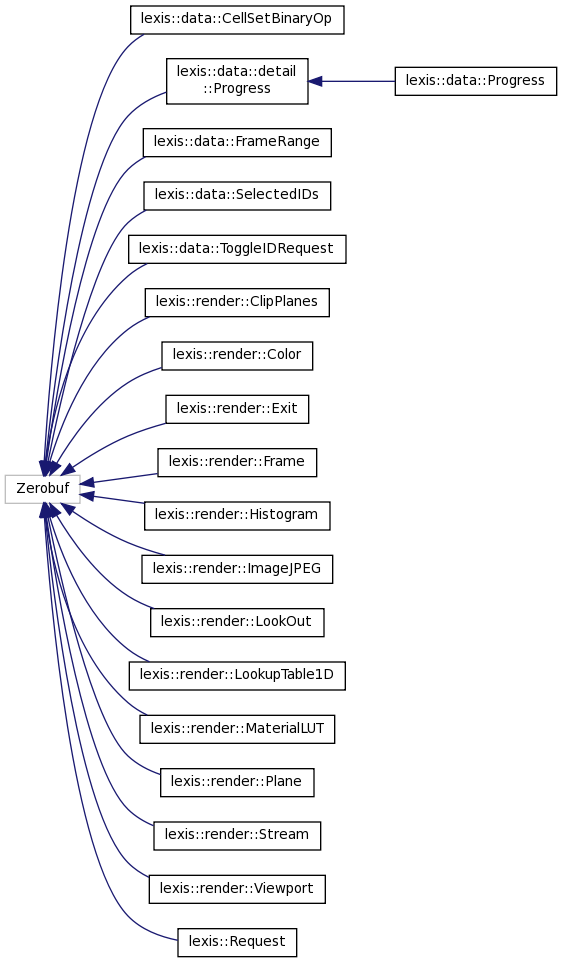 lexis::data::CellSetBinaryOp
lexis::data::detail
::Progress
lexis::data::Progress
lexis::data::FrameRange
lexis::data::SelectedIDs
lexis::data::ToggleIDRequest
lexis::render::ClipPlanes
lexis::render::Color
lexis::render::Exit
lexis::render::Frame
Zerobuf
lexis::render::Histogram
lexis::render::ImageJPEG
lexis::render::LookOut
lexis::render::LookupTable1D
lexis::render::MaterialLUT
lexis::render::Plane
lexis::render::Stream
lexis::render::Viewport
lexis::Request